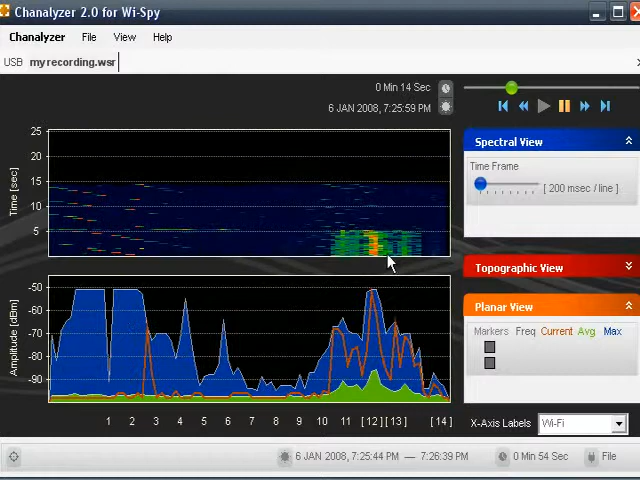 Chanalyzer 2.0 for Wi-Spy
Chanalyzer File View Help
USB myrecording.wsr
0 Min 14 Sec
6 JAN 2008, 7:25:59 PM
Time [sec]
25
20
15
10
5
Spectral View
Time Frame
[ 200 msec / line ]
Topographic View
Planar View
Markers Freq Current Avg Max
Amplitude [dBm]
-50
-60
-70
-80
-90
1 2 3 4 5 6 7 8 9 10 11 [12] [13] [14]
X-Axis Labels Wi-Fi
6 JAN 2008, 7:25:44 PM — 7:26:39 PM 0 Min 54 Sec File